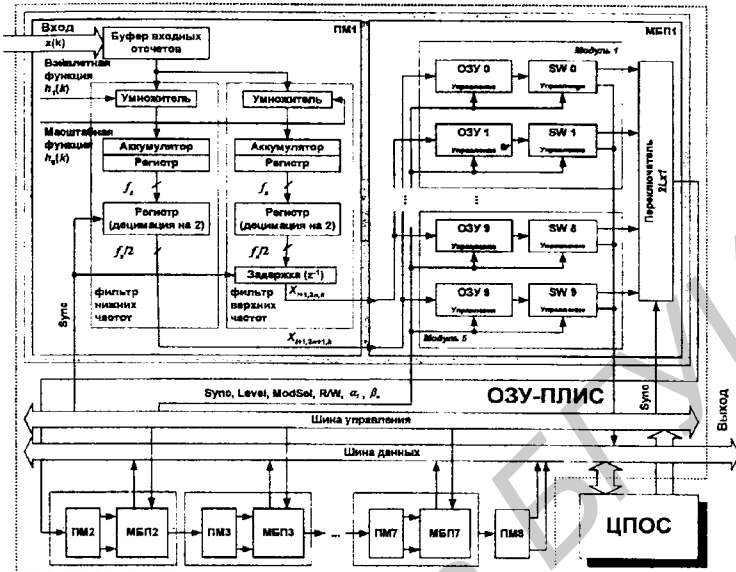 Вход
x(k)
Буфер входных
отсчетов
ПМ1
МБП1
Вэйвлетная
функция
h₁(k)
Умножитель
Умножитель
Масштабная
функция
h₀(k)
Аккумулятор
Регистр
Аккумулятор
Регистр
fₛ
fₛ
Регистр
(децимация на 2)
Регистр
(децимация на 2)
fₛ/2
fₛ/2
Задержка (z⁻¹)
фильтр
нижних
частот
фильтр
верхних
частот
Sync
Модуль 1
ОЗУ 0
Управление
SW 0
Управление
ОЗУ 1
Управление
SW 1
Управление
...
...
ОЗУ 9
Управление
SW 8
Управление
ОЗУ 8
Управление
SW 9
Управление
Модуль 5
Переключатель
2Lx1
Sync, Level, ModSel, R/W,
ОЗУ-ПЛИС
Sync
Выход
Шина управления
Шина данных
ПМ2
МБП2
ПМ3
МБП3
...
ПМ7
МБП7
ПМ8
ЦПОС
БГУИ